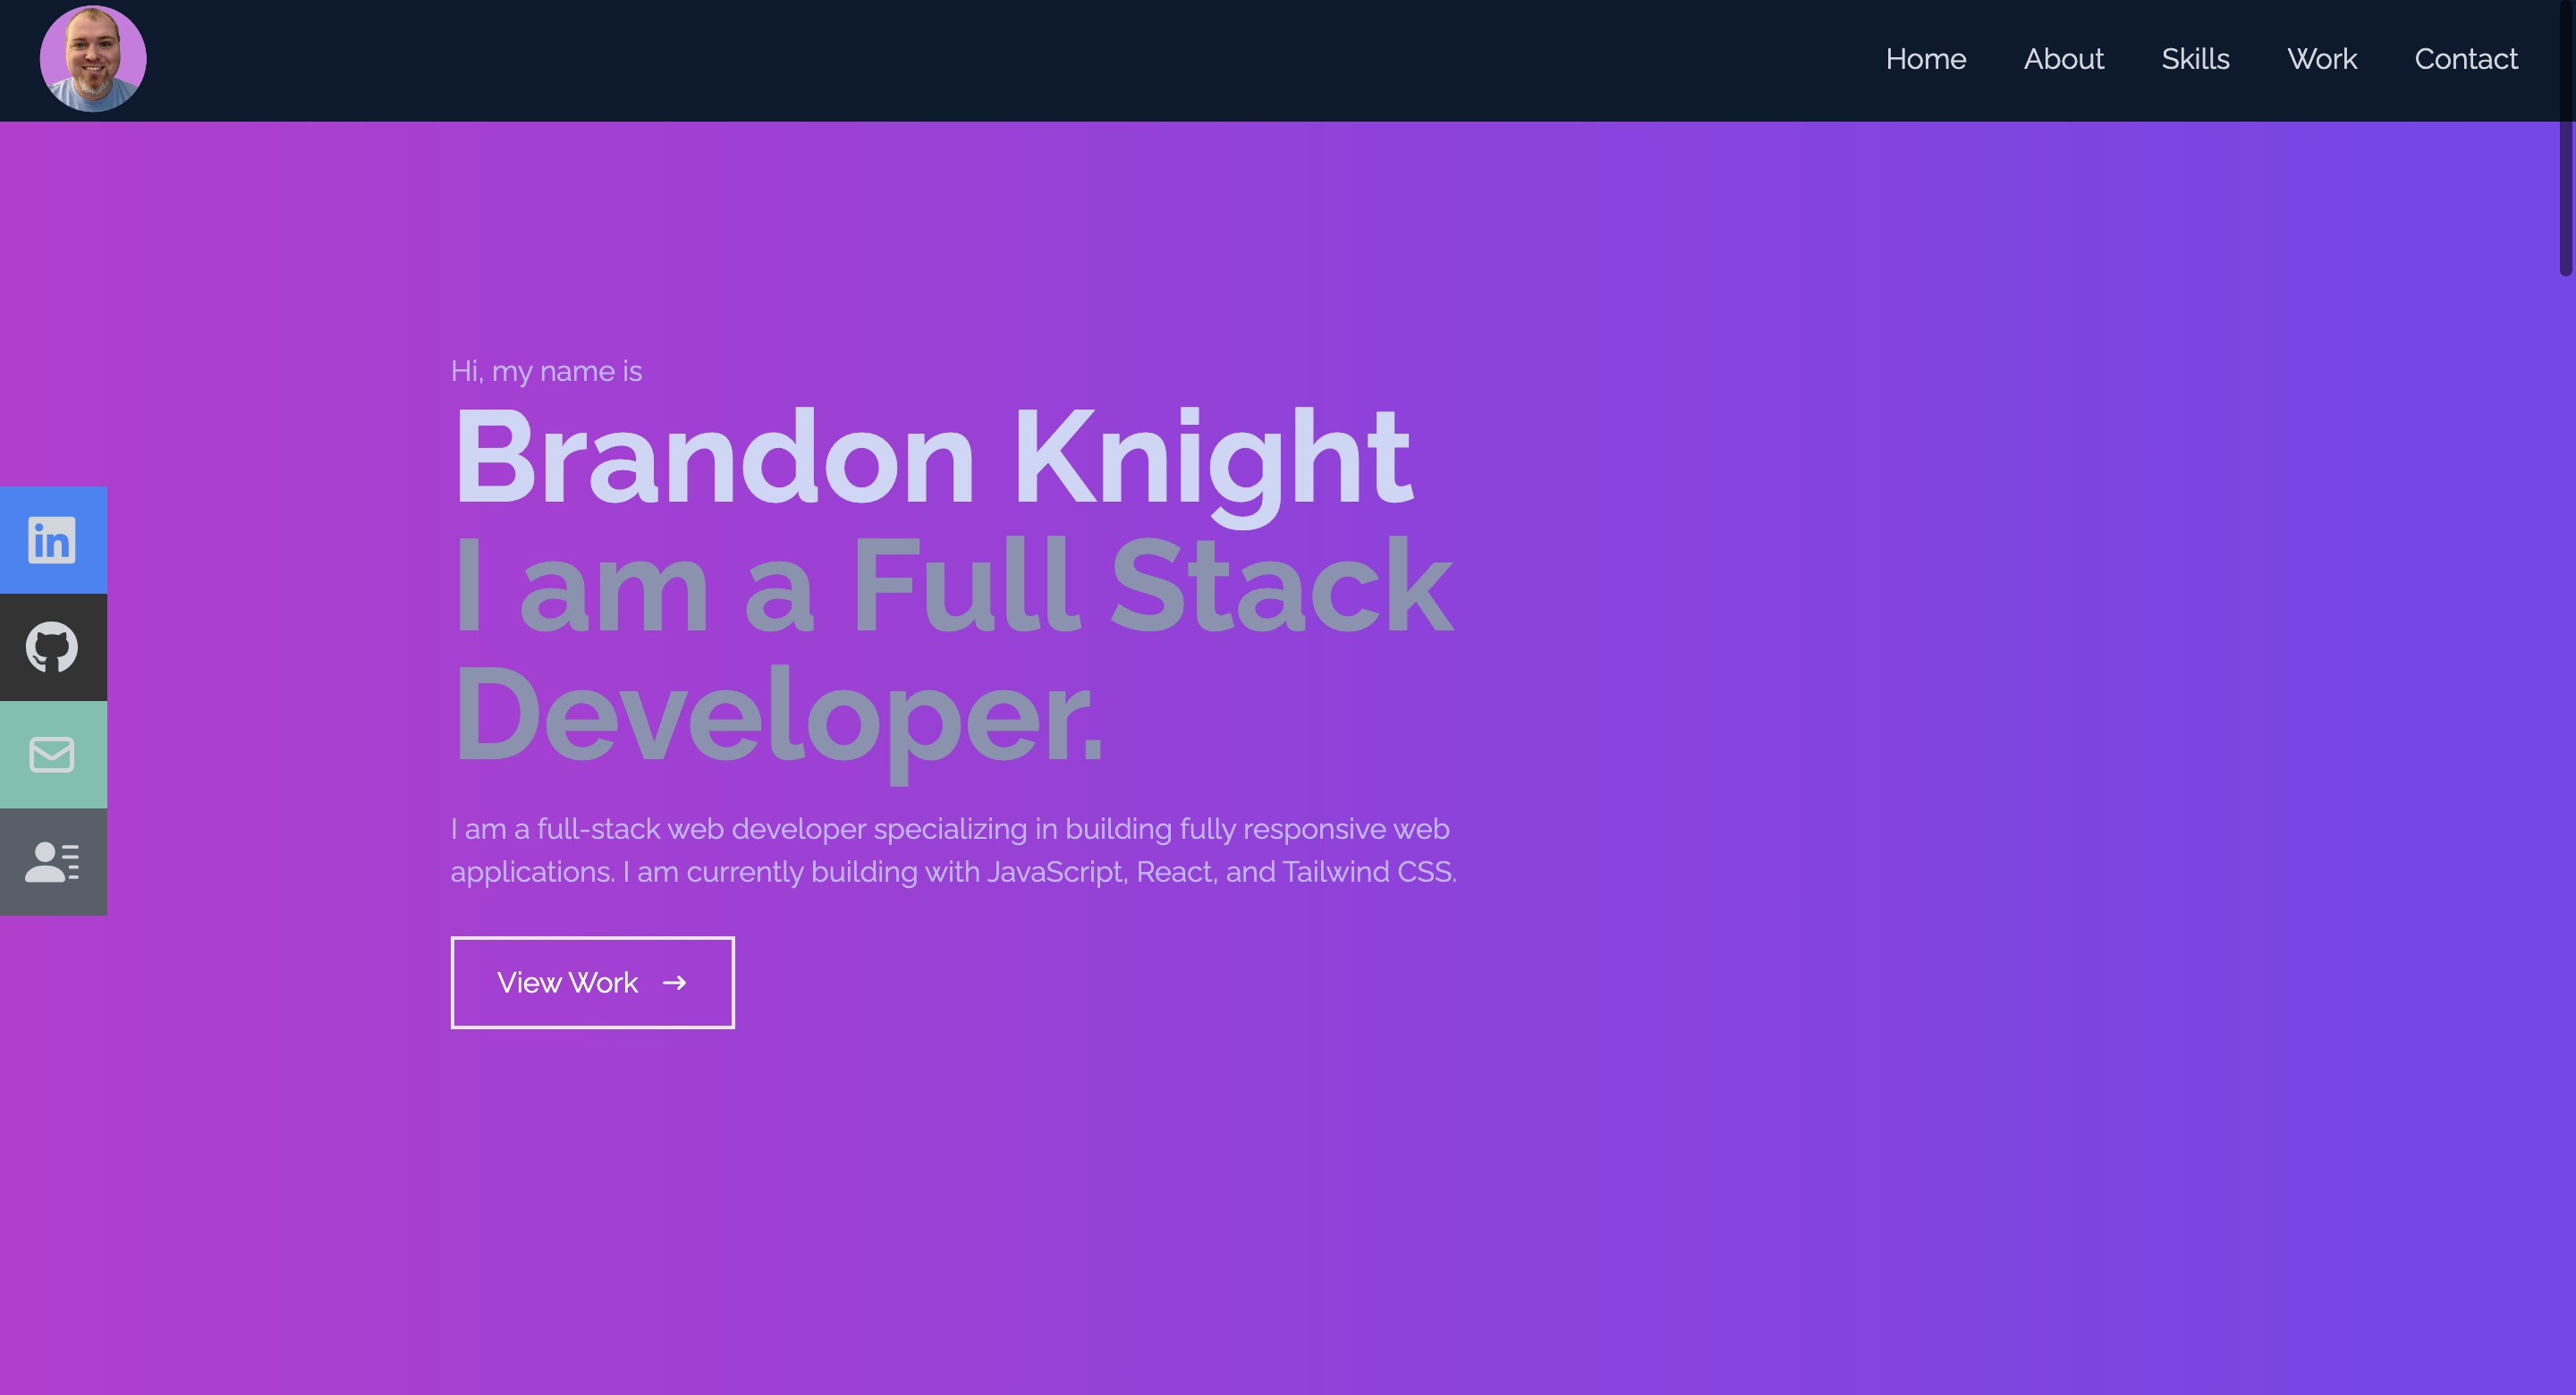 Home About Skills Work Contact
Hi, my name is
Brandon Knight
I am a Full Stack
Developer.
in
I am a full-stack web developer specializing in building fully responsive web
applications. I am currently building with JavaScript, React, and Tailwind CSS.
View Work →